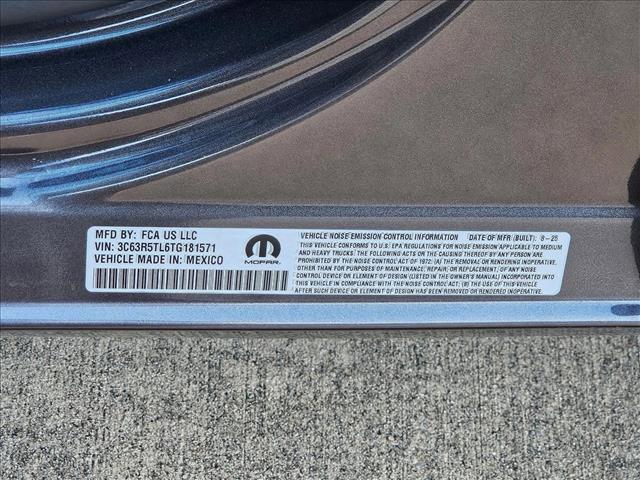 MFD BY: FCA US LLC
VIN: 3C63R5TL6TG181571
VEHICLE MADE IN: MEXICO
MOPAR.
VEHICLE NOISE EMISSION CONTROL INFORMATION DATE OF MFR (BUILT): 8-25
THIS VEHICLE CONFORMS TO U.S. EPA REGULATIONS FOR NOISE EMISSION APPLICABLE TO MEDIUM
AND HEAVY TRUCKS. THE FOLLOWING ACTS OR THE CAUSING THEREOF BY ANY PERSON
ARE PROHIBITED BY THE NOISE CONTROL ACT OF 1972: (A) THE REMOVAL OR RENDERING INOPERATIVE,
OTHER THAN FOR PURPOSES OF MAINTENANCE, REPAIR, OR REPLACEMENT, OF ANY NOISE
CONTROL DEVICE OR ELEMENT OF DESIGN (LISTED IN THE OWNER'S MANUAL) INCORPORATED INTO
THIS VEHICLE IN COMPLIANCE WITH THE NOISE CONTROL ACT; (B) THE USE OF THIS VEHICLE
AFTER SUCH DEVICE OR ELEMENT OF DESIGN HAS BEEN REMOVED OR RENDERED INOPERATIVE.